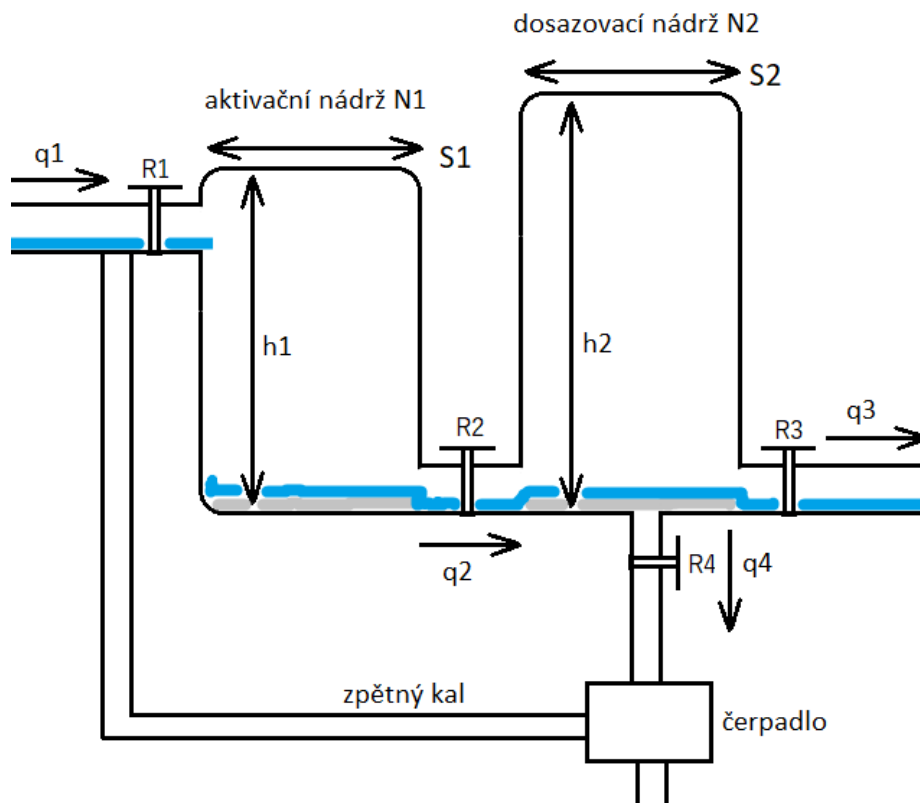 dosazovací nádrž N2
S2
aktivační nádrž N1
S1
q1
R1
h1
h2
R2
R3
q3
q2
R4
q4
zpětný kal
čerpadlo